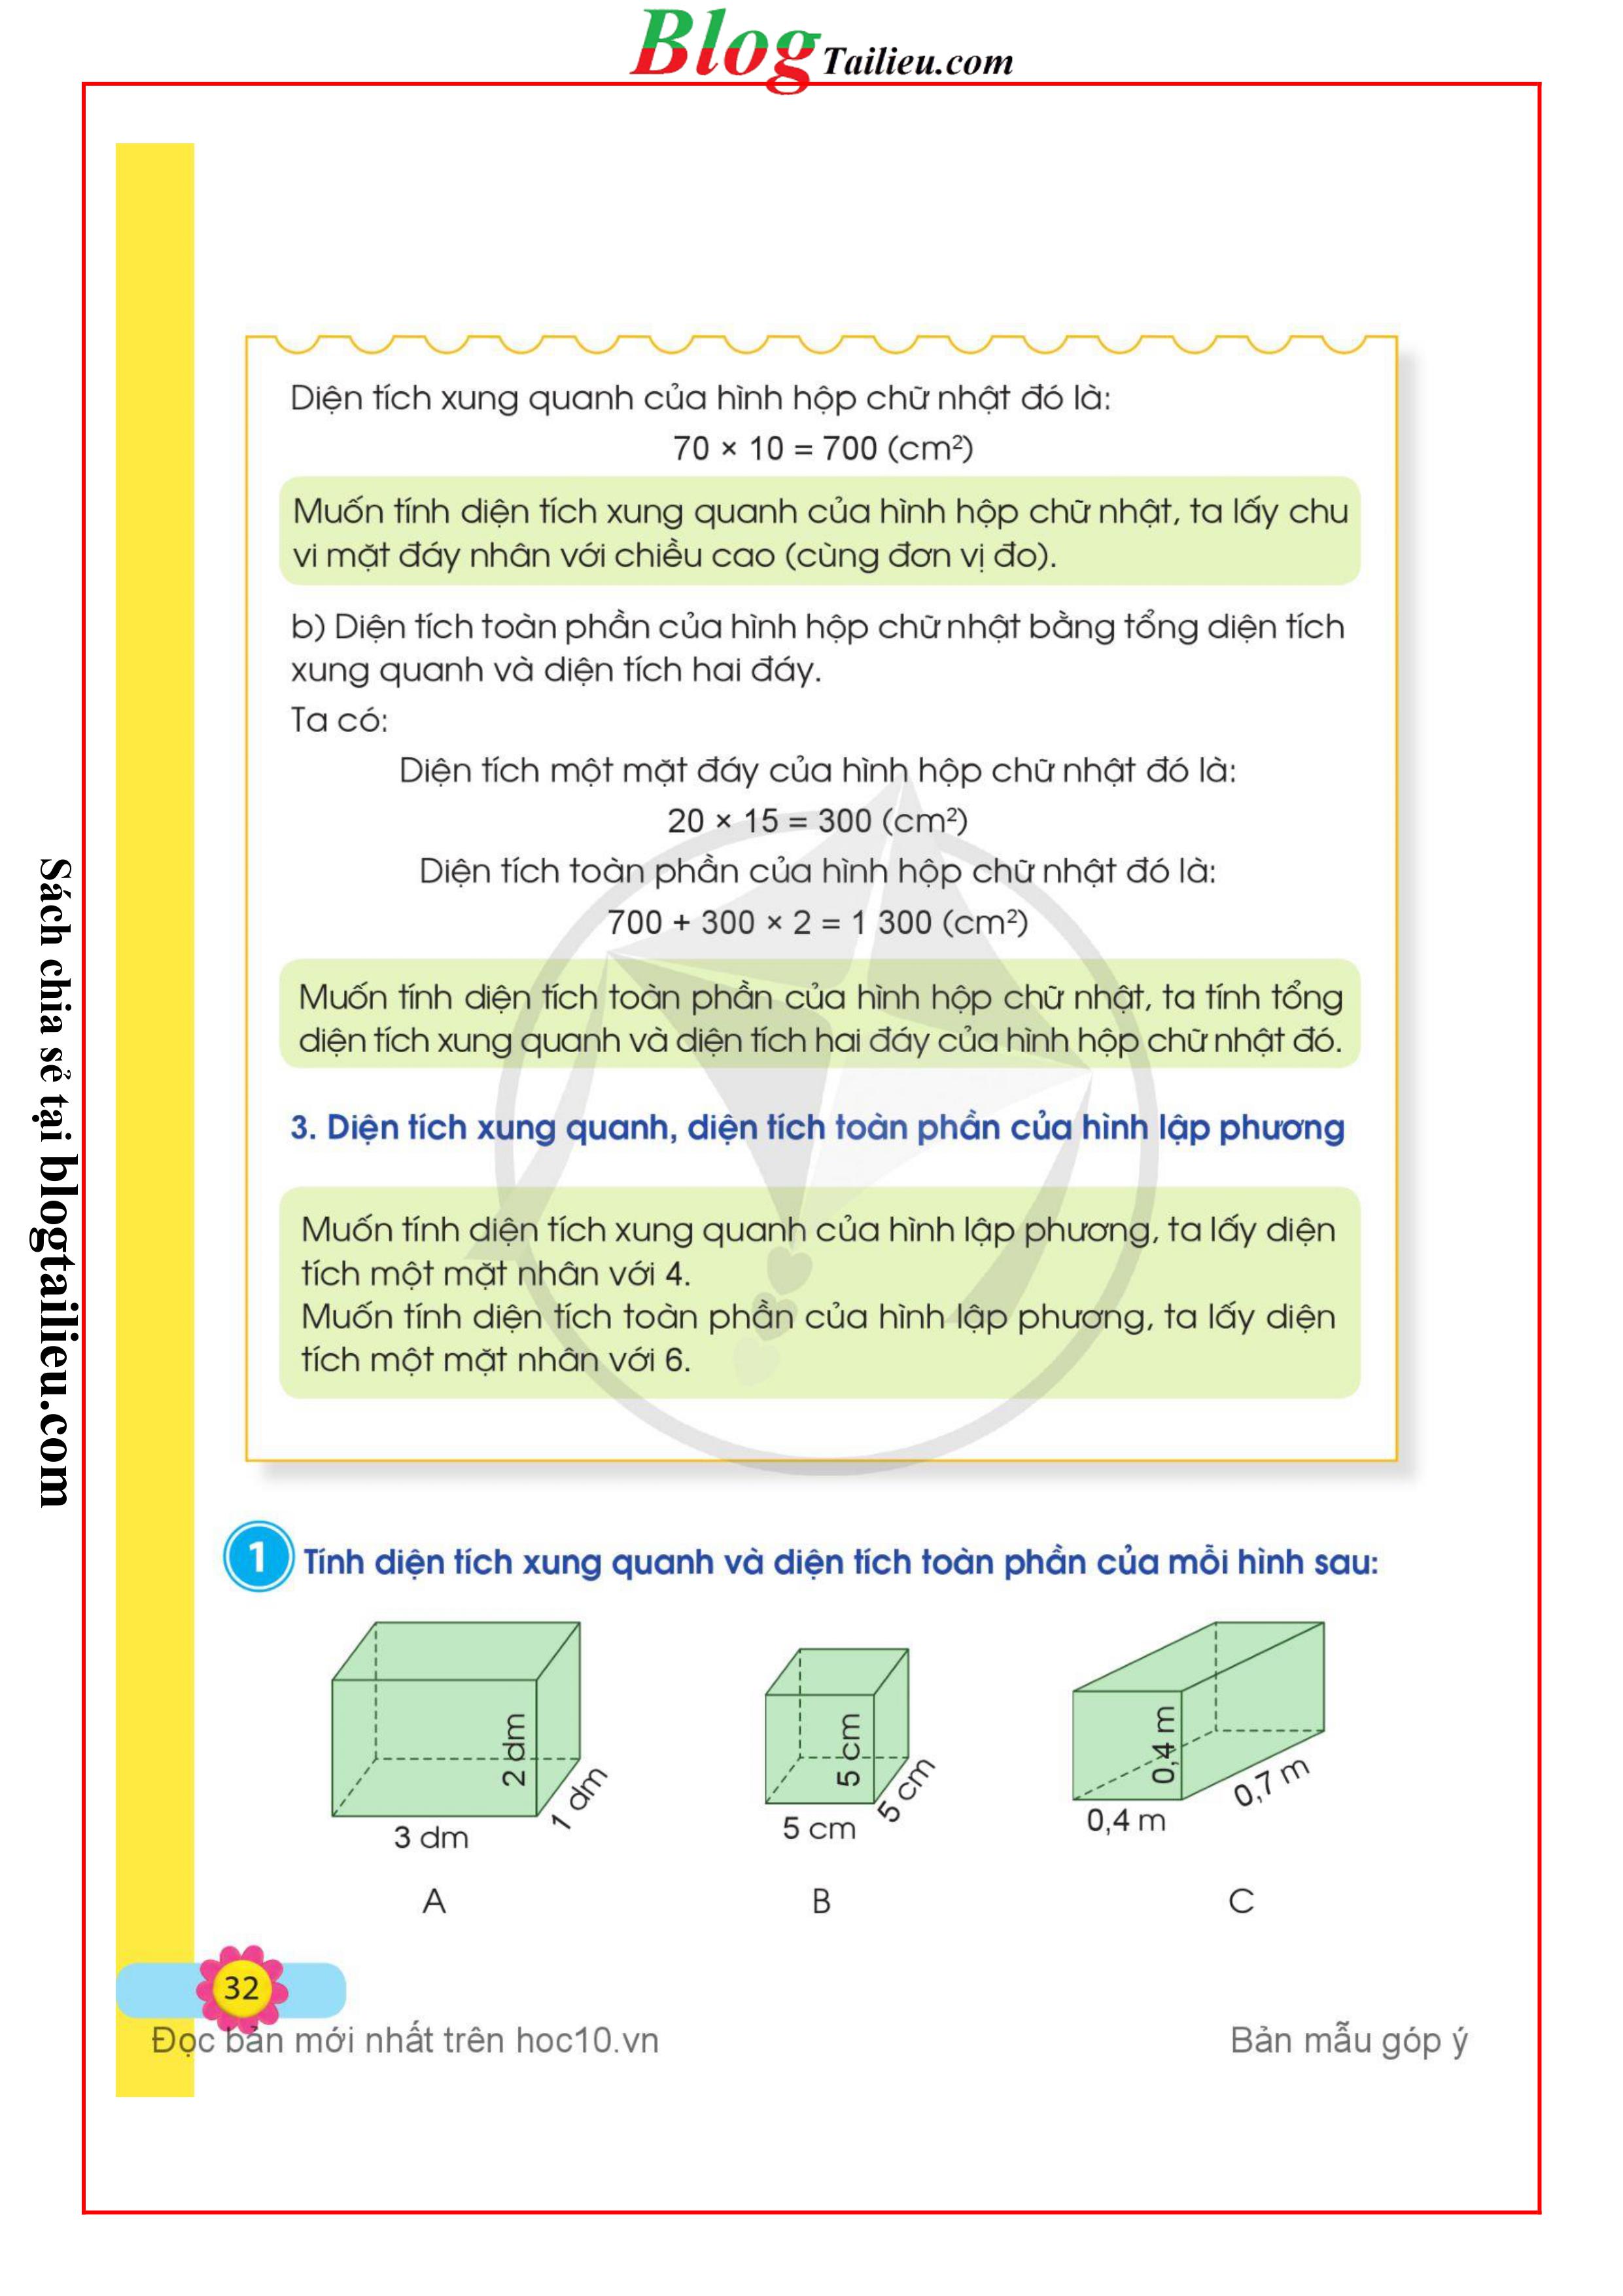 Blog Tailieu.com
Sách chia sẻ tại blogtailieu.com
Diện tích xung quanh của hình hộp chữ nhật đó là:
70 × 10 = 700 (cm²)
Muốn tính diện tích xung quanh của hình hộp chữ nhật, ta lấy chu
vi mặt đáy nhân với chiều cao (cùng đơn vị đo).
b) Diện tích toàn phần của hình hộp chữ nhật bằng tổng diện tích
xung quanh và diện tích hai đáy.
Ta có:
Diện tích một mặt đáy của hình hộp chữ nhật đó là:
20 × 15 = 300 (cm²)
Diện tích toàn phần của hình hộp chữ nhật đó là:
700 + 300 × 2 = 1 300 (cm²)
Muốn tính diện tích toàn phần của hình hộp chữ nhật, ta tính tổng
diện tích xung quanh và diện tích hai đáy của hình hộp chữ nhật đó.
3. Diện tích xung quanh, diện tích toàn phần của hình lập phương
Muốn tính diện tích xung quanh của hình lập phương, ta lấy diện
tích một mặt nhân với 4.
Muốn tính diện tích toàn phần của hình lập phương, ta lấy diện
tích một mặt nhân với 6.
1 Tính diện tích xung quanh và diện tích toàn phần của mỗi hình sau:
2 dm
1 dm
3 dm
A
5 cm
5 cm
5 cm
B
0,4 m
0,7 m
0,4 m
C
32
Đọc bản mới nhất trên hoc10.vn
Bản mẫu góp ý